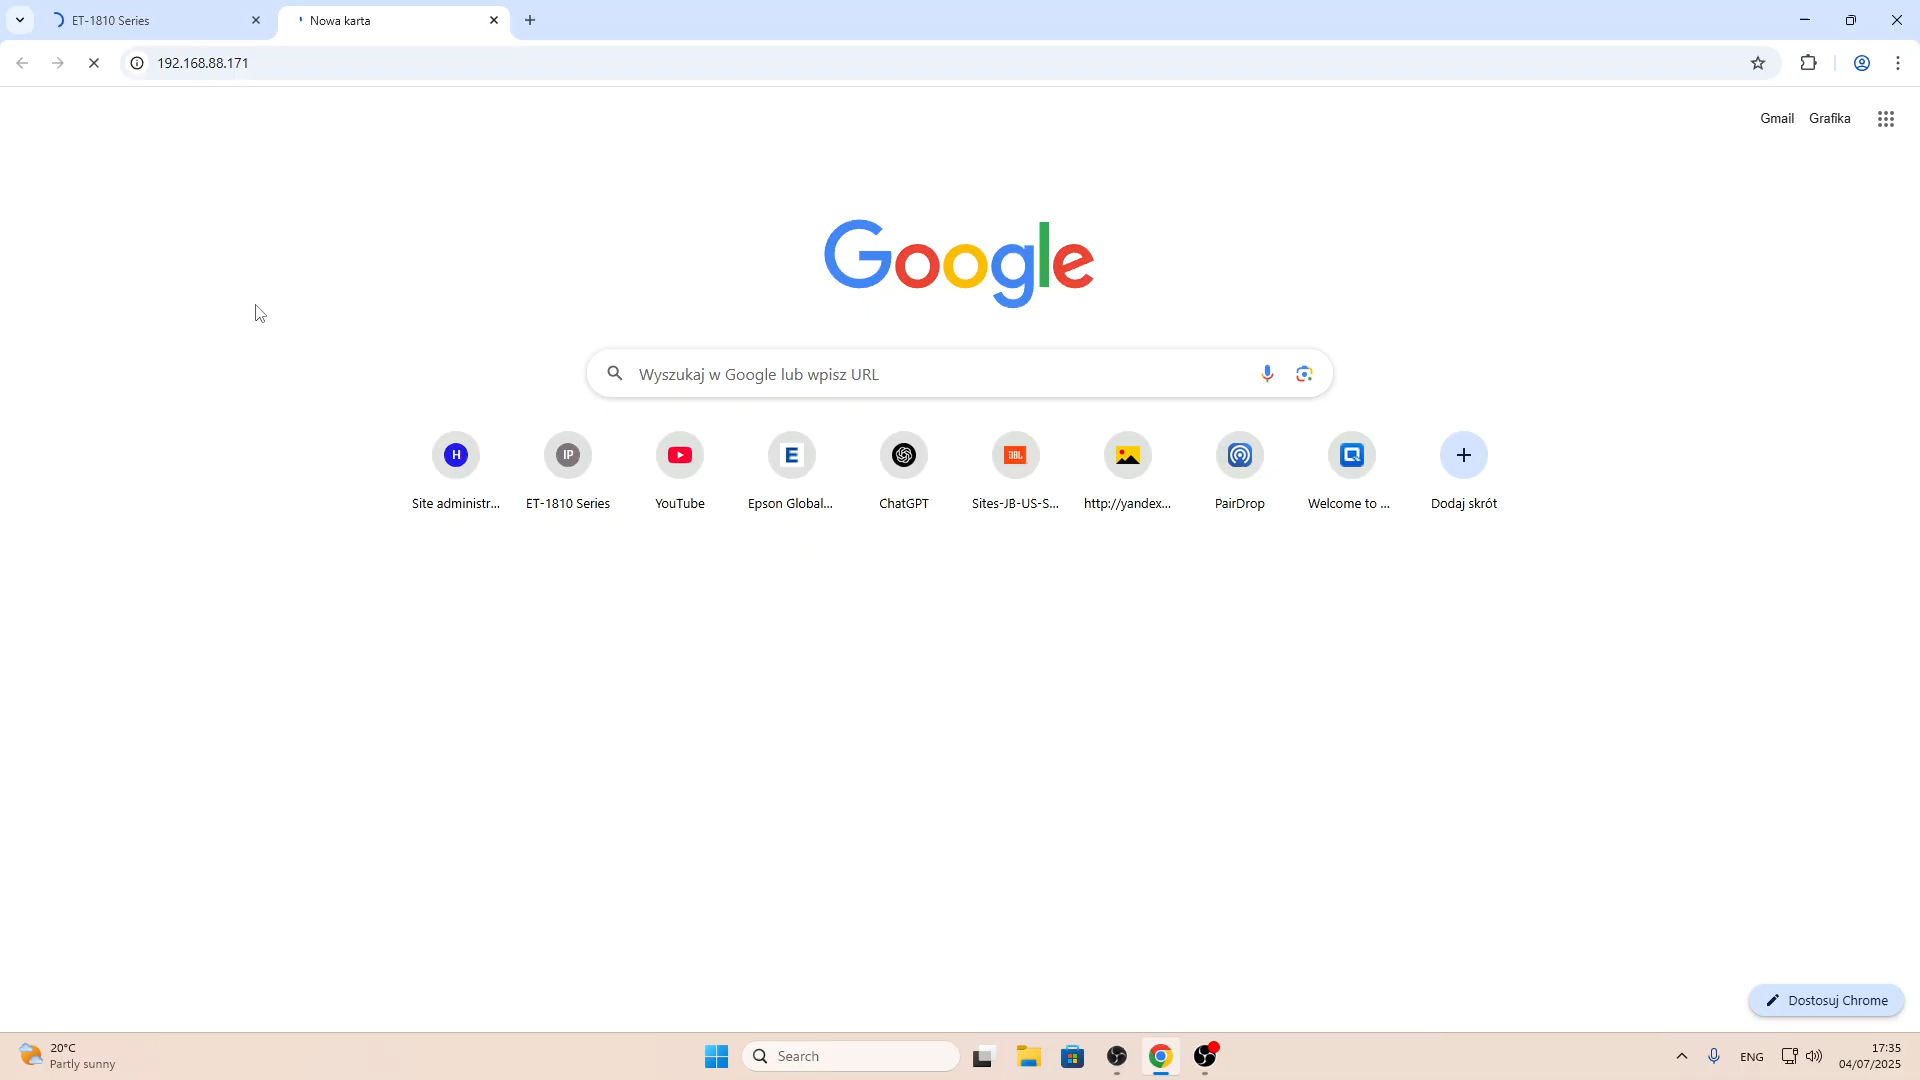 ET-1810 Series
Nowa karta
192.168.88.171
Gmail
Grafika
Google
Wyszukaj w Google lub wpisz URL
H
IP
E
JBL
Site administr...
ET-1810 Series
YouTube
Epson Global...
ChatGPT
Sites-JB-US-S...
http://yandex...
PairDrop
Welcome to ...
Dodaj skrót
Dostosuj Chrome
20°C
Partly sunny
Search
ENG
17:35
04/07/2025